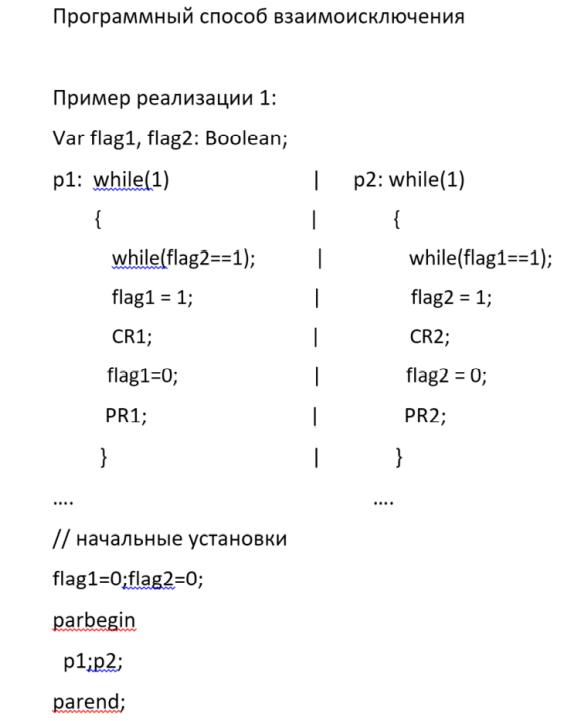 Программный способ взаимоисключения
Пример реализации 1:
Var flag1, flag2: Boolean;
p1: while(1) | p2: while(1)
{ | {
while(flag2==1); | while(flag1==1);
flag1 = 1; | flag2 = 1;
CR1; | CR2;
flag1=0; | flag2 = 0;
PR1; | PR2;
} | }
.... ....
// начальные установки
flag1=0;flag2=0;
parbegin
p1;p2;
parend;